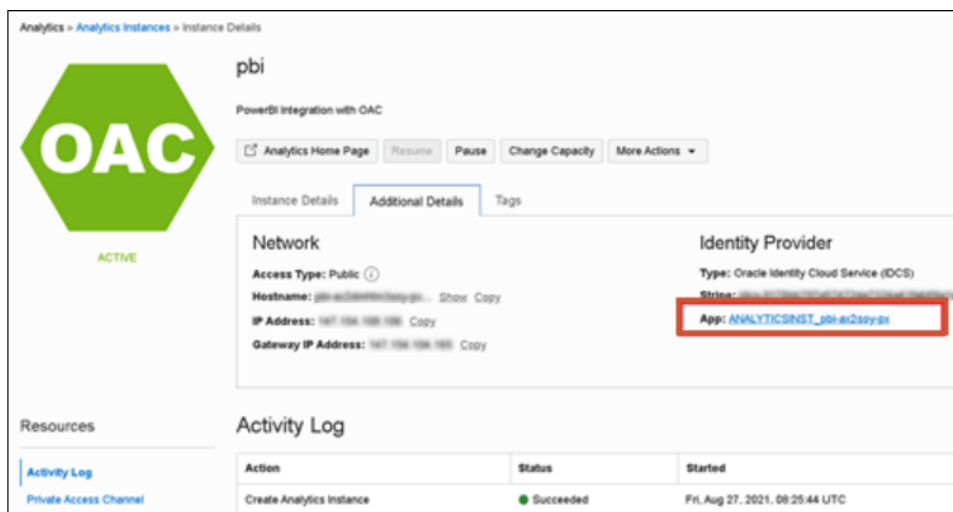 Analytics » Analytics Instances » Instance Details
OAC
ACTIVE
pbi
PowerBI Integration with OAC
Analytics Home Page Resume Pause Change Capacity More Actions
Instance Details Additional Details Tags
Network
Access Type: Public
Hostname: Show Copy
IP Address: Copy
Gateway IP Address: Copy
Identity Provider
Type: Oracle Identity Cloud Service (IDCS)
Stripe:
App: ANALYTICSINST_pbi-ax2soy-px
Resources
Activity Log
Private Access Channel
Activity Log
Action Status Started
Create Analytics Instance Succeeded Fri, Aug 27, 2021, 08:25:44 UTC